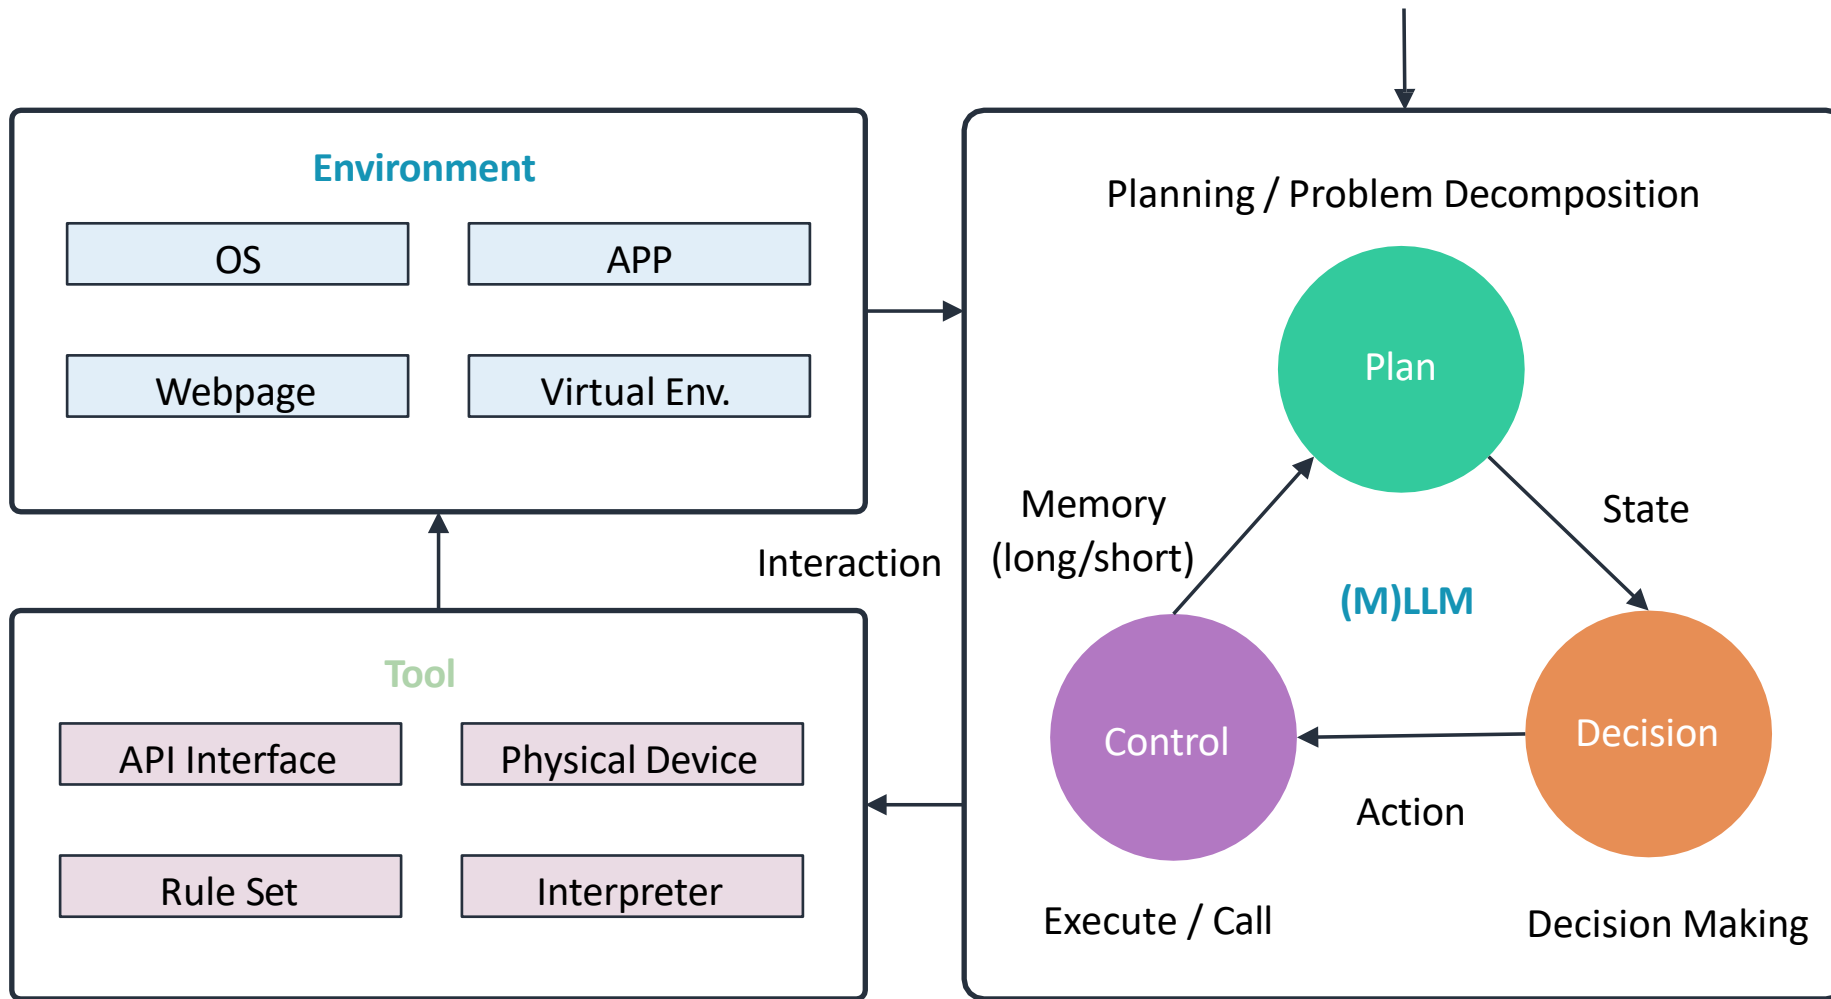 Environment
OS
APP
Webpage
Virtual Env.
Interaction
Tool
API Interface
Physical Device
Rule Set
Interpreter
Planning / Problem Decomposition
Plan
Memory
(long/short)
State
(M)LLM
Control
Decision
Action
Execute / Call
Decision Making